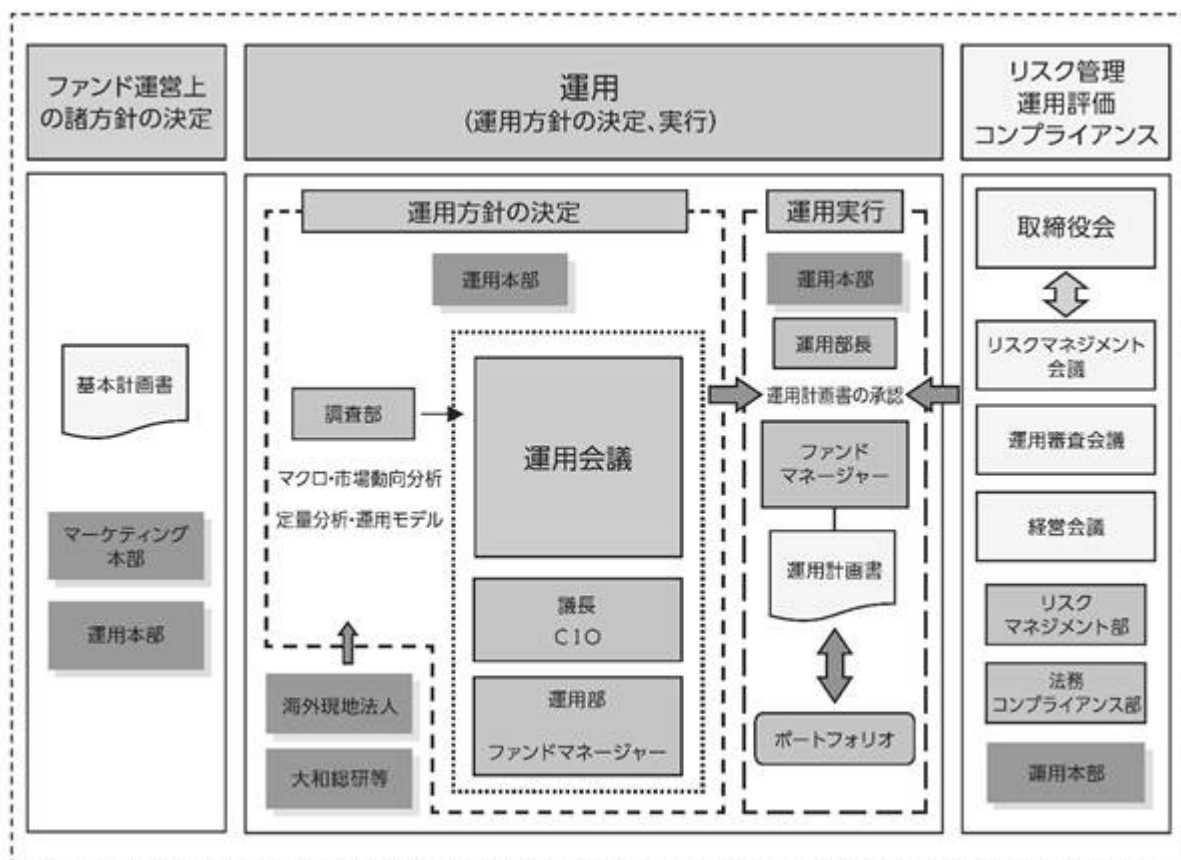 ファンド運営上
の諸方針の決定
基本計画書
マーケティング
本部
運用本部
運用
(運用方針の決定、実行)
運用方針の決定
運用本部
調査部
マクロ・市場動向分析
定量分析・運用モデル
海外現地法人
大和総研等
運用会議
議長
CIO
運用部
ファンドマネージャー
運用実行
運用本部
運用部長
運用計画書の承認
ファンド
マネージャー
運用計画書
ポートフォリオ
リスク管理
運用評価
コンプライアンス
取締役会
リスクマネジメント
会議
運用審査会議
経営会議
リスク
マネジメント部
法務
コンプライアンス部
運用本部